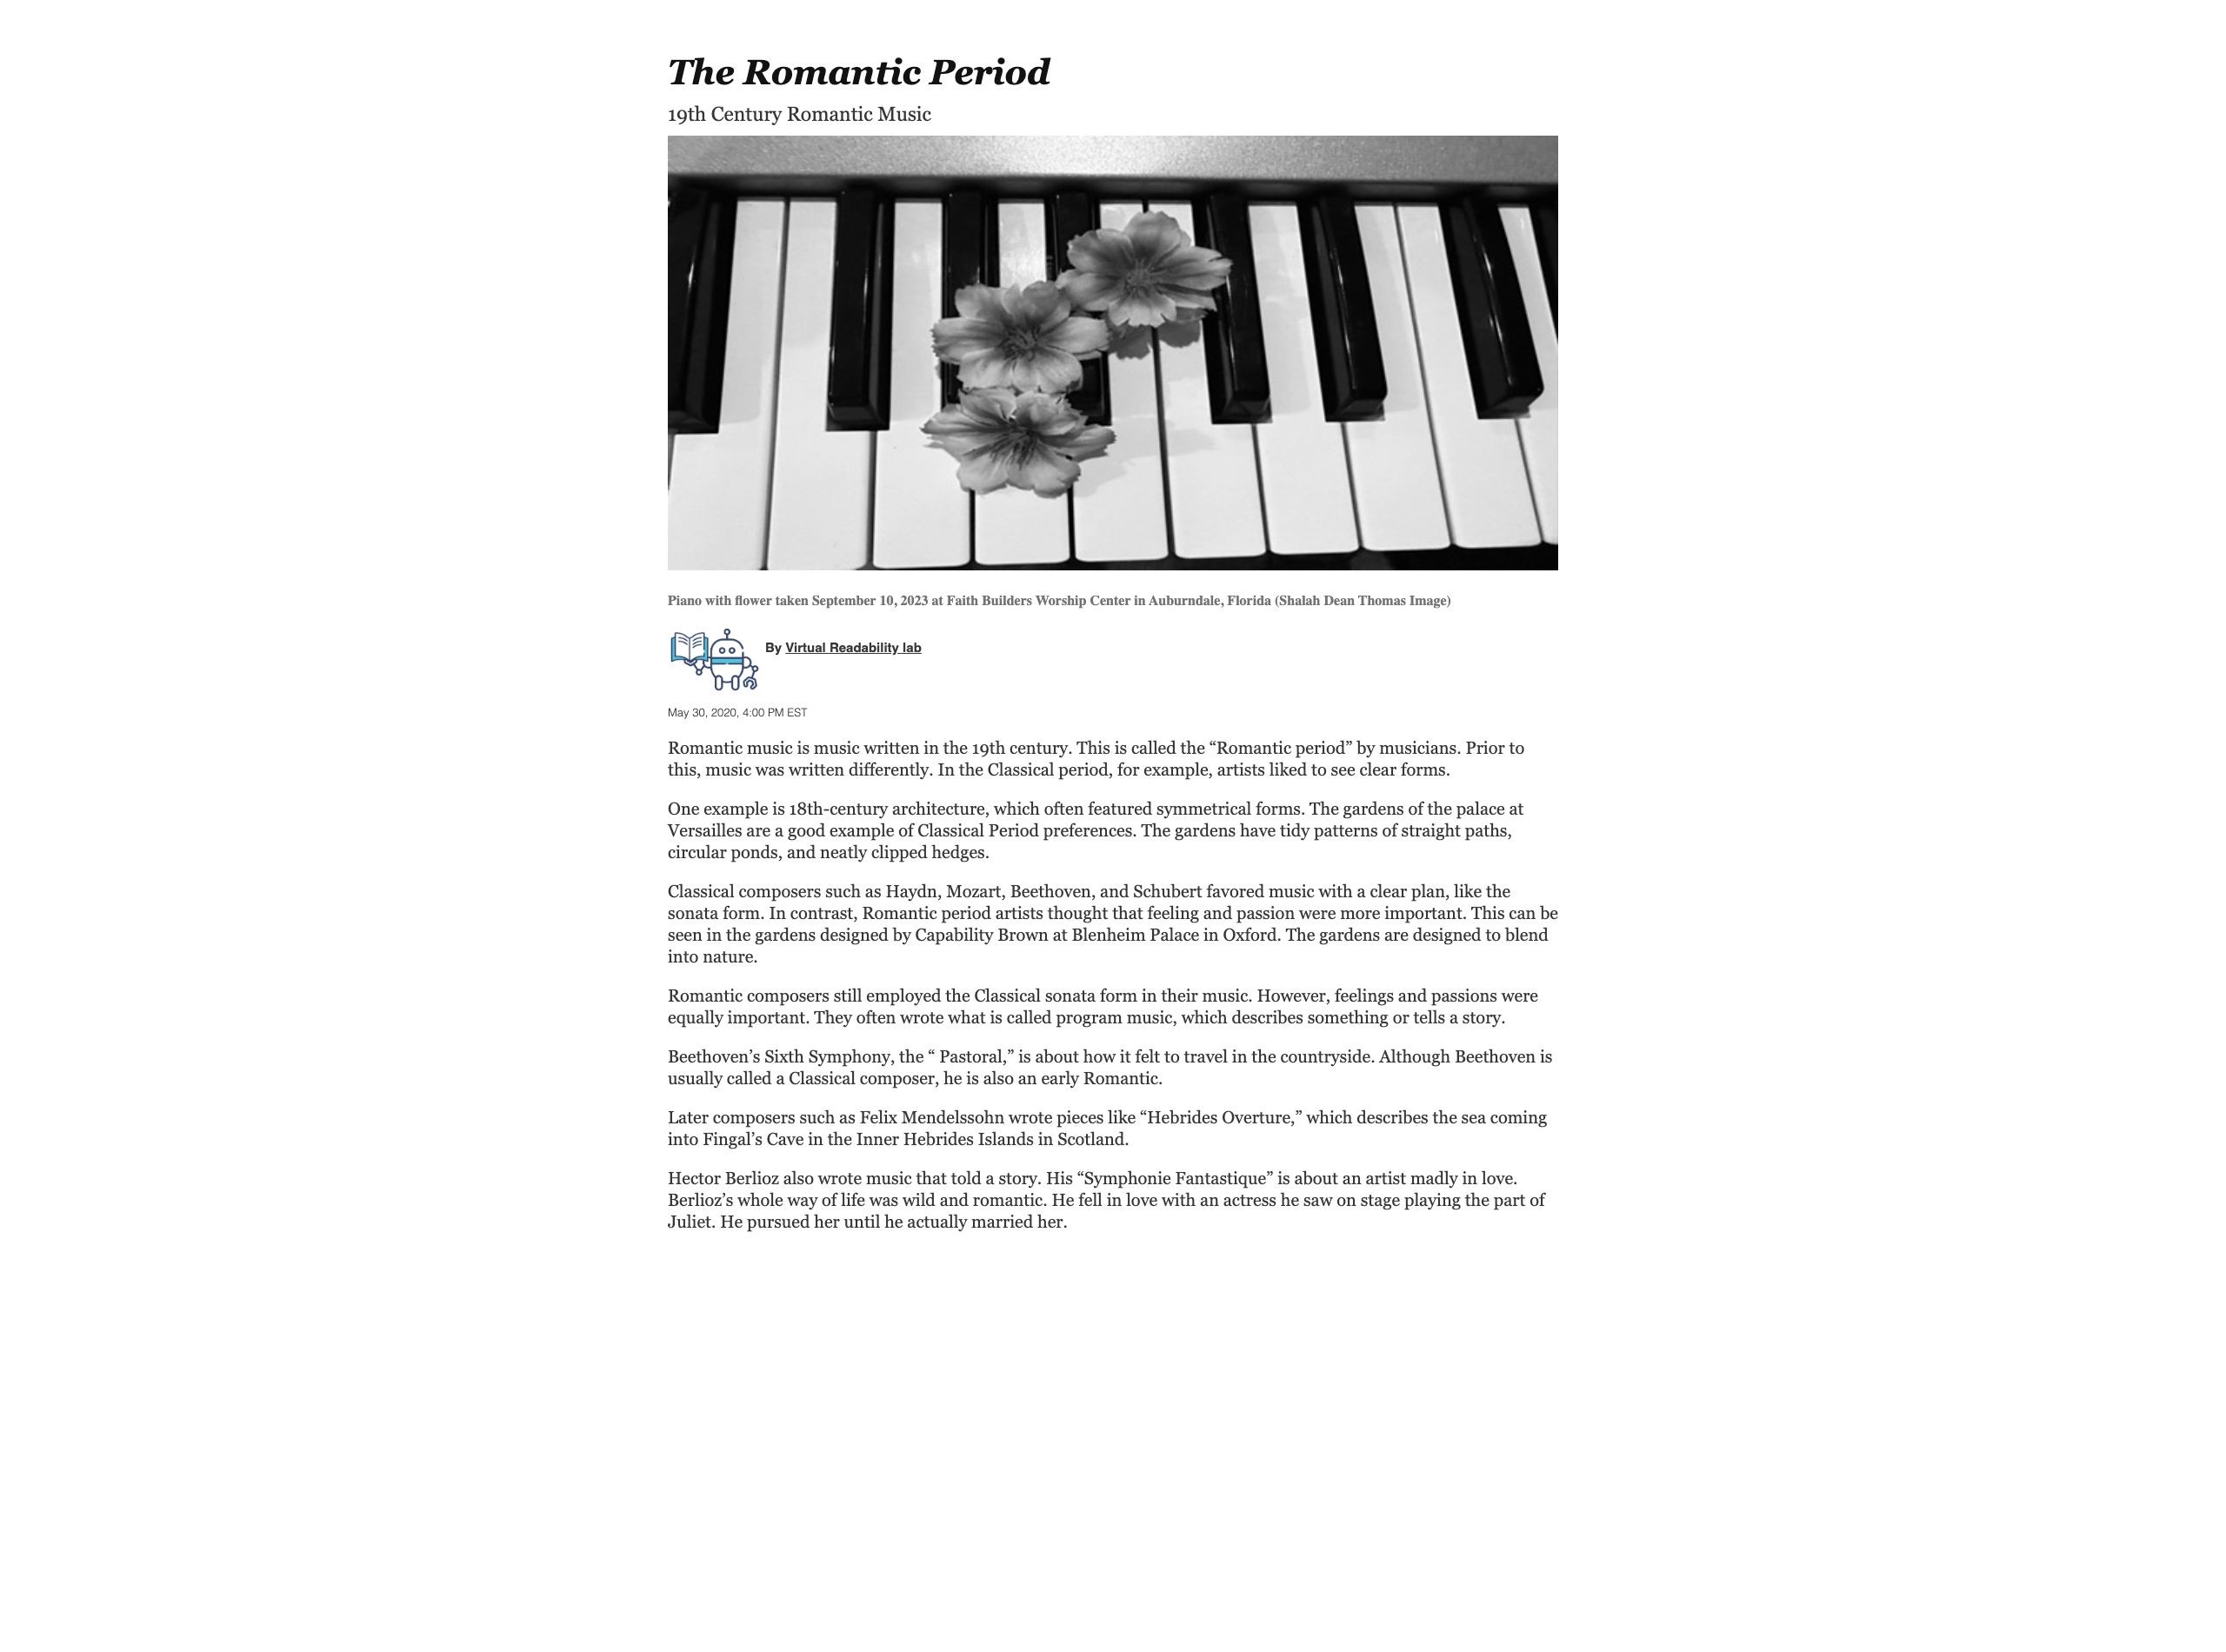 The Romantic Period
19th Century Romantic Music
Piano with flower taken September 10, 2023 at Faith Builders Worship Center in Auburndale, Florida (Shalah Dean Thomas Image)
By Virtual Readability lab
May 30, 2020, 4:00 PM EST
Romantic music is music written in the 19th century. This is called the “Romantic period” by musicians. Prior to
this, music was written differently. In the Classical period, for example, artists liked to see clear forms.
One example is 18th-century architecture, which often featured symmetrical forms. The gardens of the palace at
Versailles are a good example of Classical Period preferences. The gardens have tidy patterns of straight paths,
circular ponds, and neatly clipped hedges.
Classical composers such as Haydn, Mozart, Beethoven, and Schubert favored music with a clear plan, like the
sonata form. In contrast, Romantic period artists thought that feeling and passion were more important. This can be
seen in the gardens designed by Capability Brown at Blenheim Palace in Oxford. The gardens are designed to blend
into nature.
Romantic composers still employed the Classical sonata form in their music. However, feelings and passions were
equally important. They often wrote what is called program music, which describes something or tells a story.
Beethoven’s Sixth Symphony, the “ Pastoral,” is about how it felt to travel in the countryside. Although Beethoven is
usually called a Classical composer, he is also an early Romantic.
Later composers such as Felix Mendelssohn wrote pieces like “Hebrides Overture,” which describes the sea coming
into Fingal’s Cave in the Inner Hebrides Islands in Scotland.
Hector Berlioz also wrote music that told a story. His “Symphonie Fantastique” is about an artist madly in love.
Berlioz’s whole way of life was wild and romantic. He fell in love with an actress he saw on stage playing the part of
Juliet. He pursued her until he actually married her.